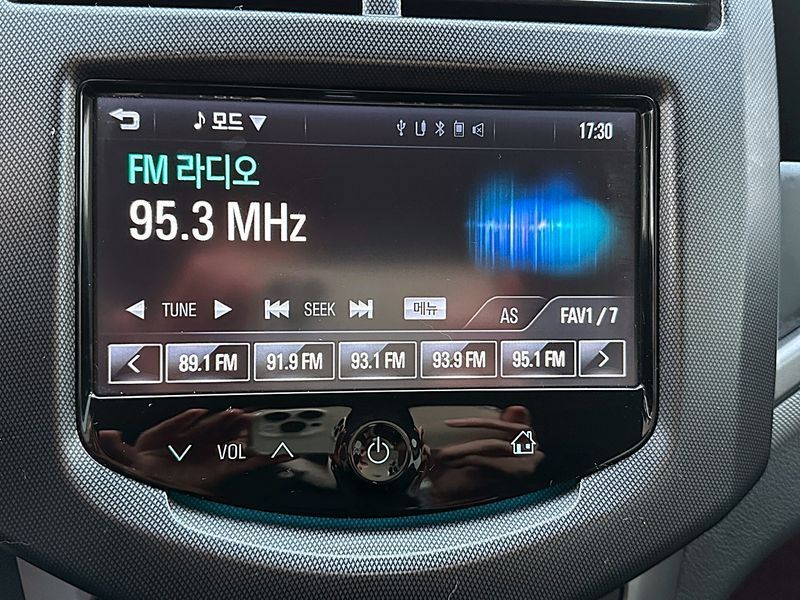 모드 17:30
FM 라디오
95.3 MHz
TUNE SEEK 메뉴 AS FAV1 / 7
89.1 FM 91.9 FM 93.1 FM 93.9 FM 95.1 FM
VOL